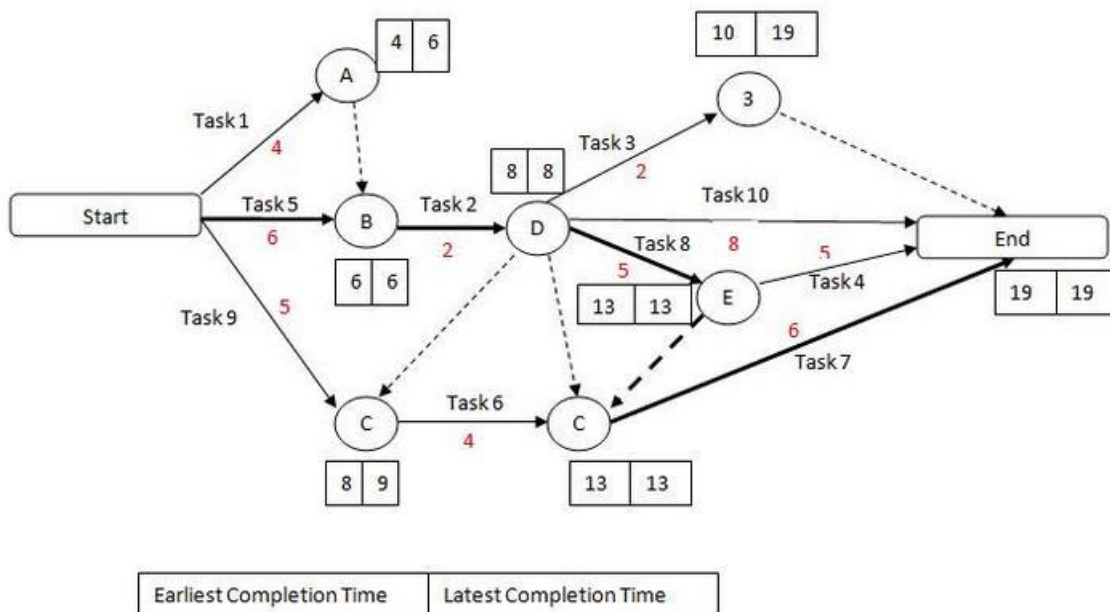 4 6
10 19
A
3
Task 1
4
Task 3
2
8 8
Start
Task 5
6
B
Task 2
2
D
Task 10
8
End
Task 8
5
5
Task 4
6 6
13 13
E
19 19
Task 9
5
6
Task 7
C
Task 6
4
C
8 9
13 13
Earliest Completion Time Latest Completion Time